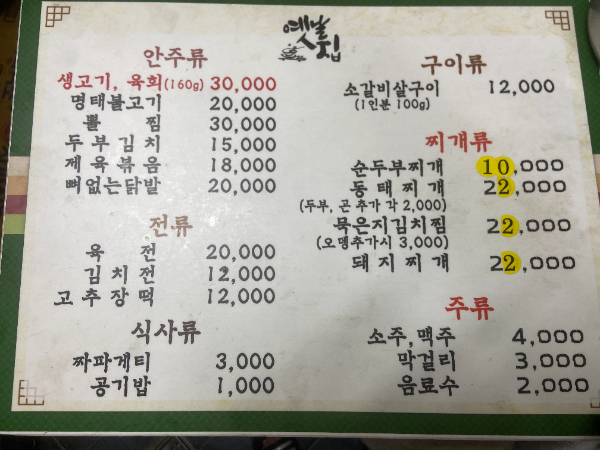 옛날집
안주류
생고기, 육회(160g) 30,000
명태불고기 20,000
뽈 찜 30,000
두부김치 15,000
제육볶음 18,000
뼈없는닭발 20,000
전류
육 전 20,000
김치전 12,000
고추장떡 12,000
식사류
짜파게티 3,000
공기밥 1,000
구이류
소갈비살구이 12,000
(1인분 100g)
찌개류
순두부찌개 10,000
동태찌개 22,000
(두부, 곤 추가 각 2,000)
묵은지김치찜 22,000
(오뎅추가시 3,000)
돼지찌개 22,000
주류
소주,맥주 4,000
막걸리 3,000
음료수 2,000